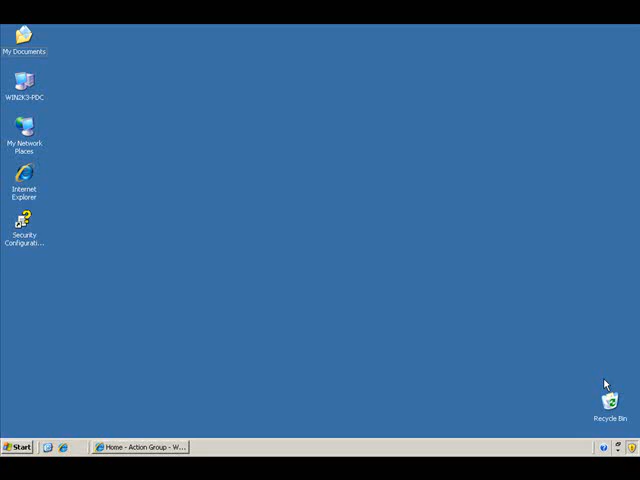 My Documents
WIN2K3-PDC
My Network
Places
Internet
Explorer
Security
Configurati...
Recycle Bin
Start
Home - Action Group - W...